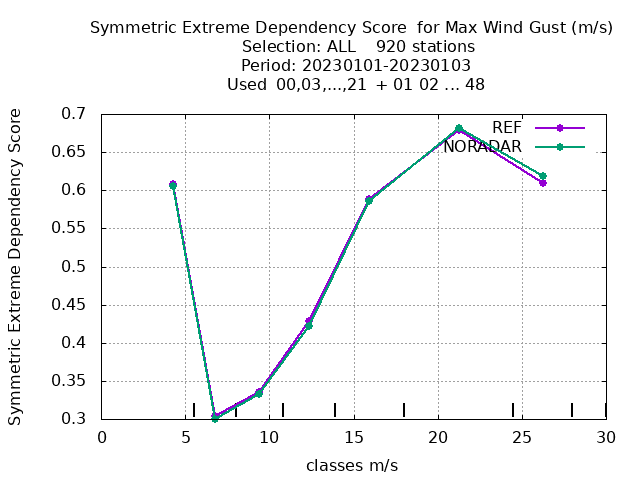 Symmetric Extreme Dependency Score  for Max Wind Gust (m/s)
Selection: ALL    920 stations
Period: 20230101-20230103
Used  00,03,...,21  + 01 02 ... 48
Symmetric Extreme Dependency Score
0.7
0.65
0.6
0.55
0.5
0.45
0.4
0.35
0.3
REF
NORADAR
0 5 10 15 20 25 30
classes m/s